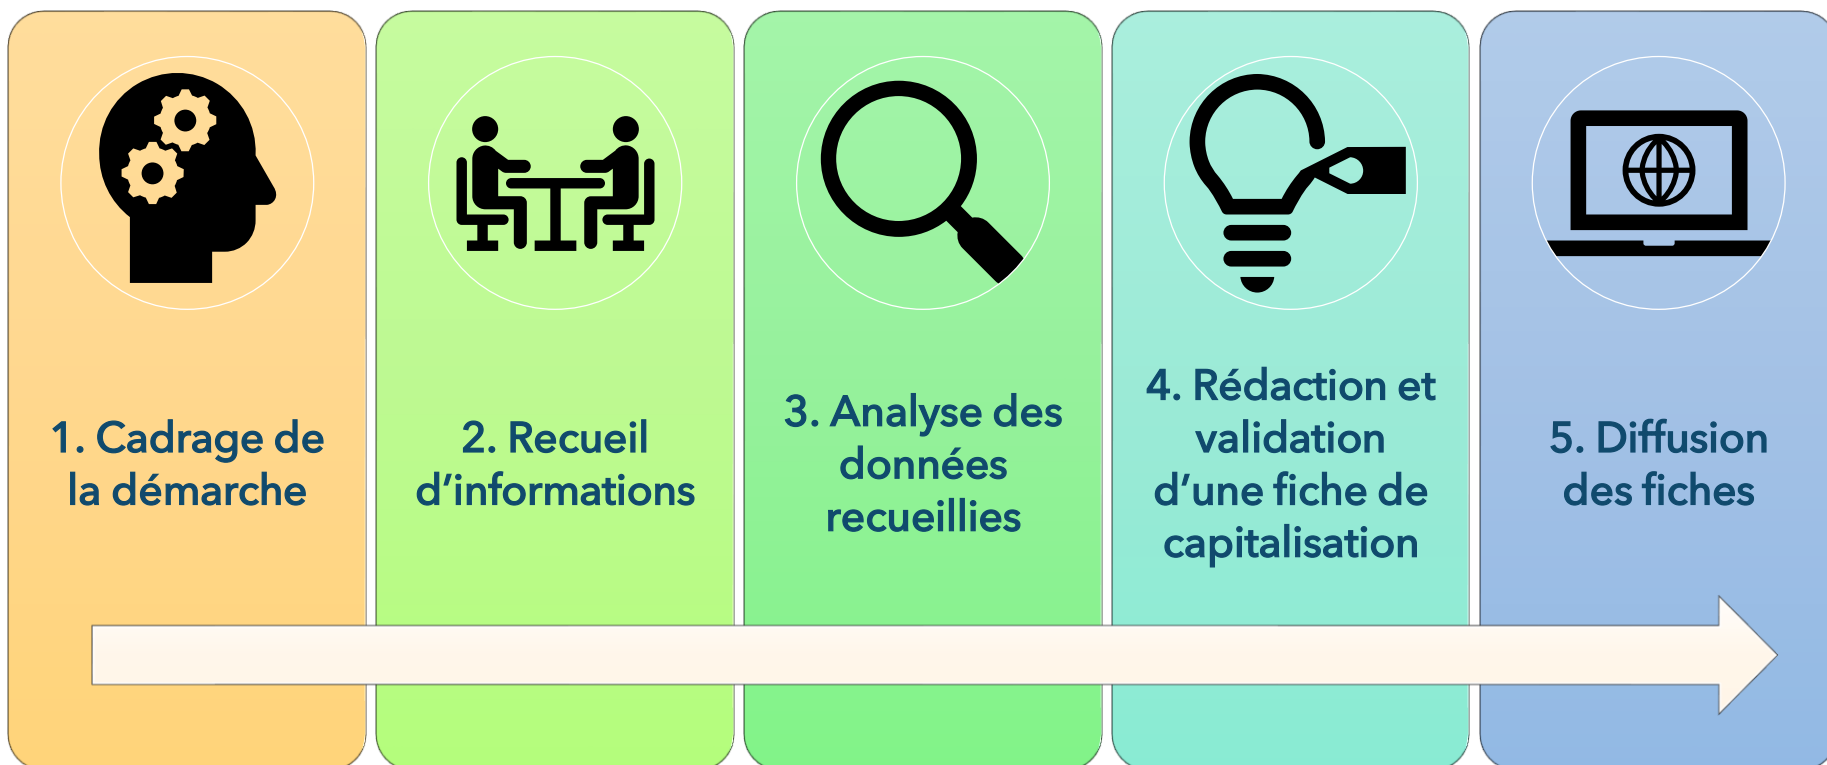 1. Cadrage de
la démarche
2. Recueil
d’informations
3. Analyse des
données
recueillies
4. Rédaction et
validation
d’une fiche de
capitalisation
5. Diffusion
des fiches